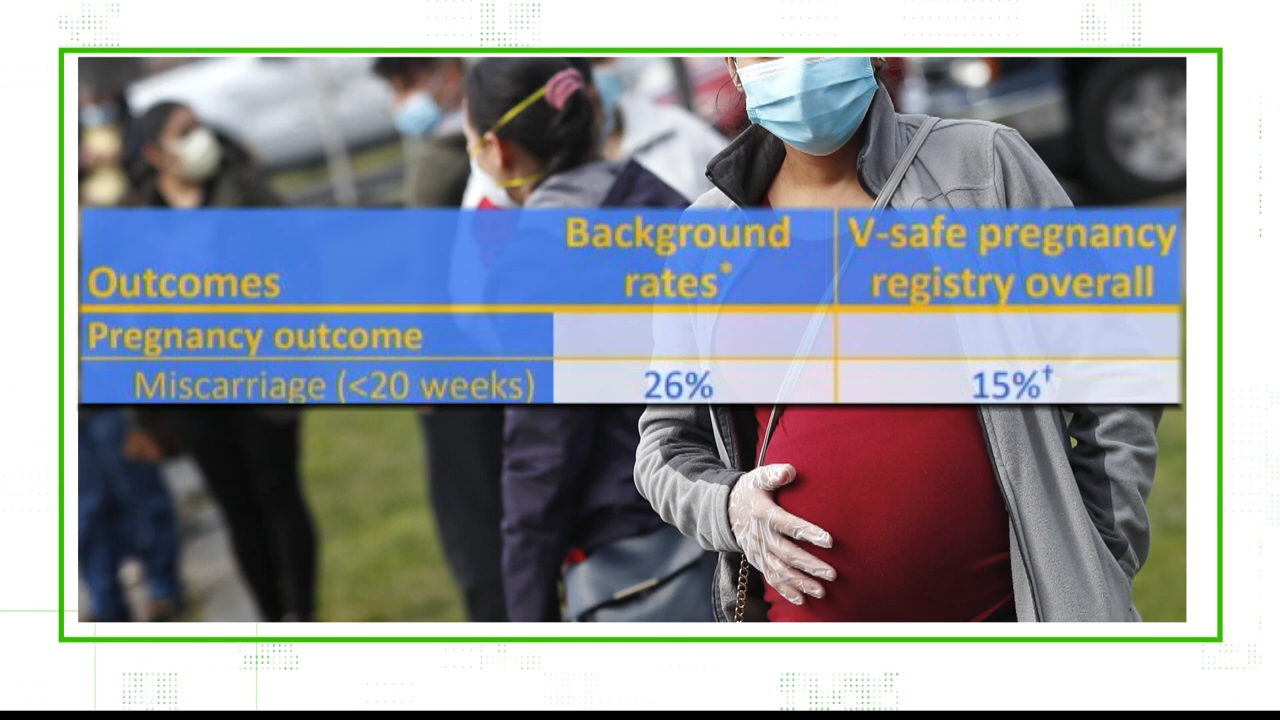 Background V-safe pregnancy
Outcomes rates* registry overall
Pregnancy outcome
Miscarriage (<20 weeks) 26% 15%†